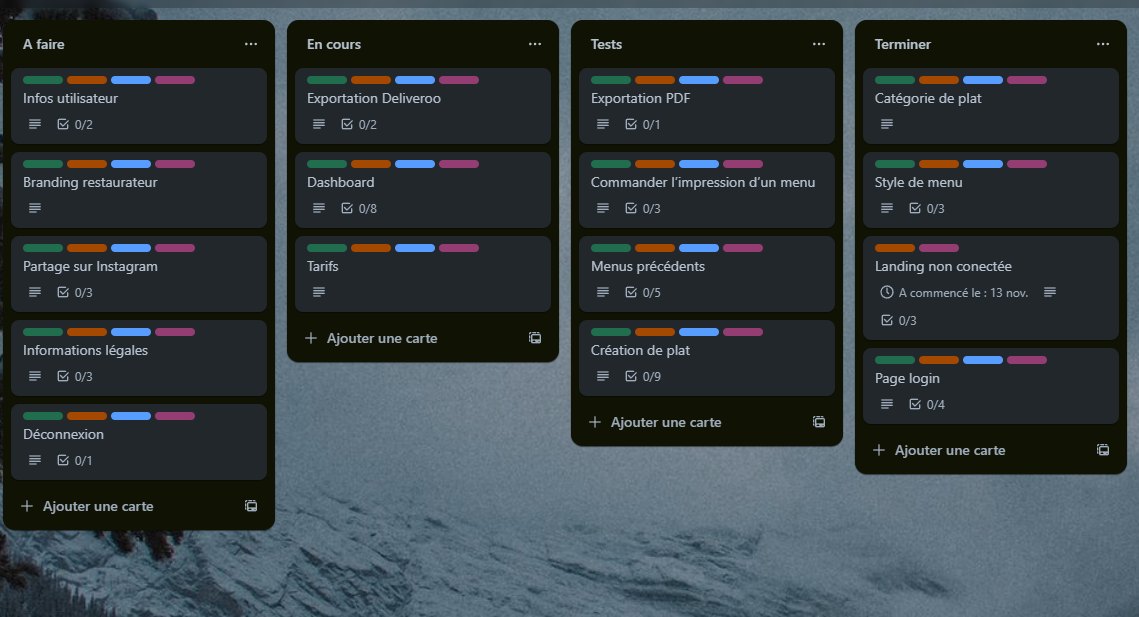 A faire
Infos utilisateur
0/2
Branding restaurateur
Partage sur Instagram
0/3
Informations légales
0/3
Déconnexion
0/1
Ajouter une carte
En cours
Exportation Deliveroo
0/2
Dashboard
0/8
Tarifs
Ajouter une carte
Tests
Exportation PDF
0/1
Commander l’impression d’un menu
0/3
Menus précédents
0/5
Création de plat
0/9
Ajouter une carte
Terminer
Catégorie de plat
Style de menu
0/3
Landing non conectée
A commencé le : 13 nov.
0/3
Page login
0/4
Ajouter une carte